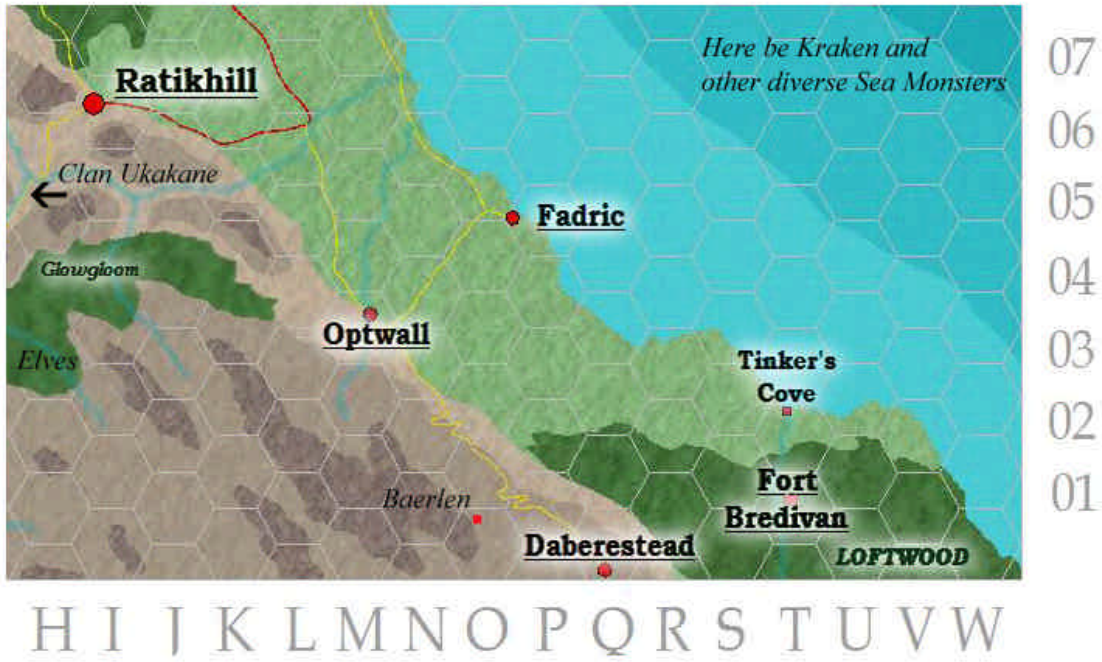 Here be Kraken and
other diverse Sea Monsters
07
Ratikhill
06
Clan Ukakane
05
Fadric
Glowgloom
04
Optwall
Elves
03
Tinker's
Cove
02
Fort
Bredivan
Baerlen
01
Daberestead
LOFTWOOD
H I J K L M N O P Q R S T U V W